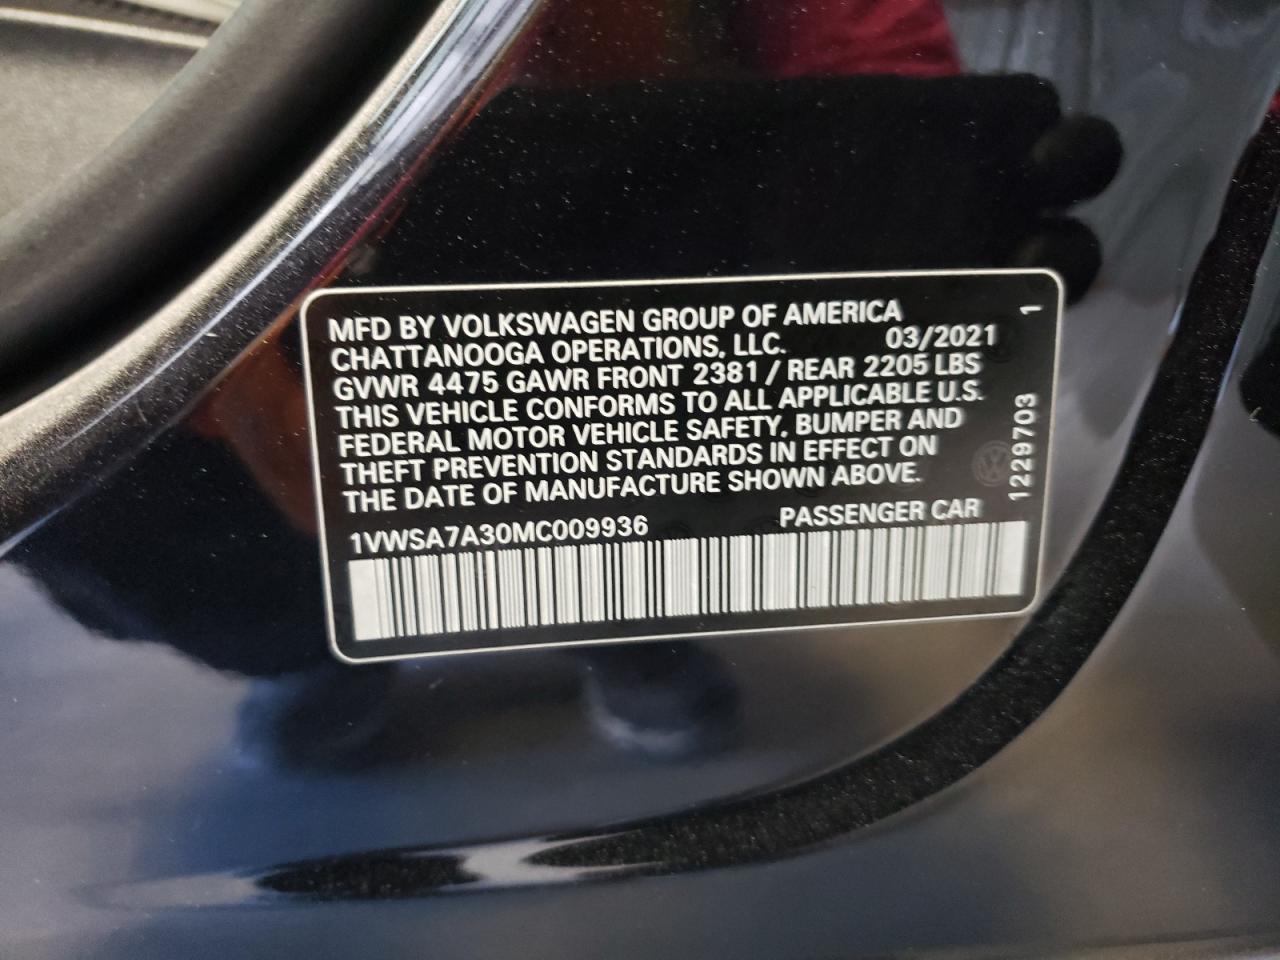 MFD BY VOLKSWAGEN GROUP OF AMERICA
CHATTANOOGA OPERATIONS, LLC. 03/2021
GVWR 4475 GAWR FRONT 2381 / REAR 2205 LBS
THIS VEHICLE CONFORMS TO ALL APPLICABLE U.S.
FEDERAL MOTOR VEHICLE SAFETY, BUMPER AND
THEFT PREVENTION STANDARDS IN EFFECT ON
THE DATE OF MANUFACTURE SHOWN ABOVE.
1VWSA7A30MC009936 PASSENGER CAR
1229703 1